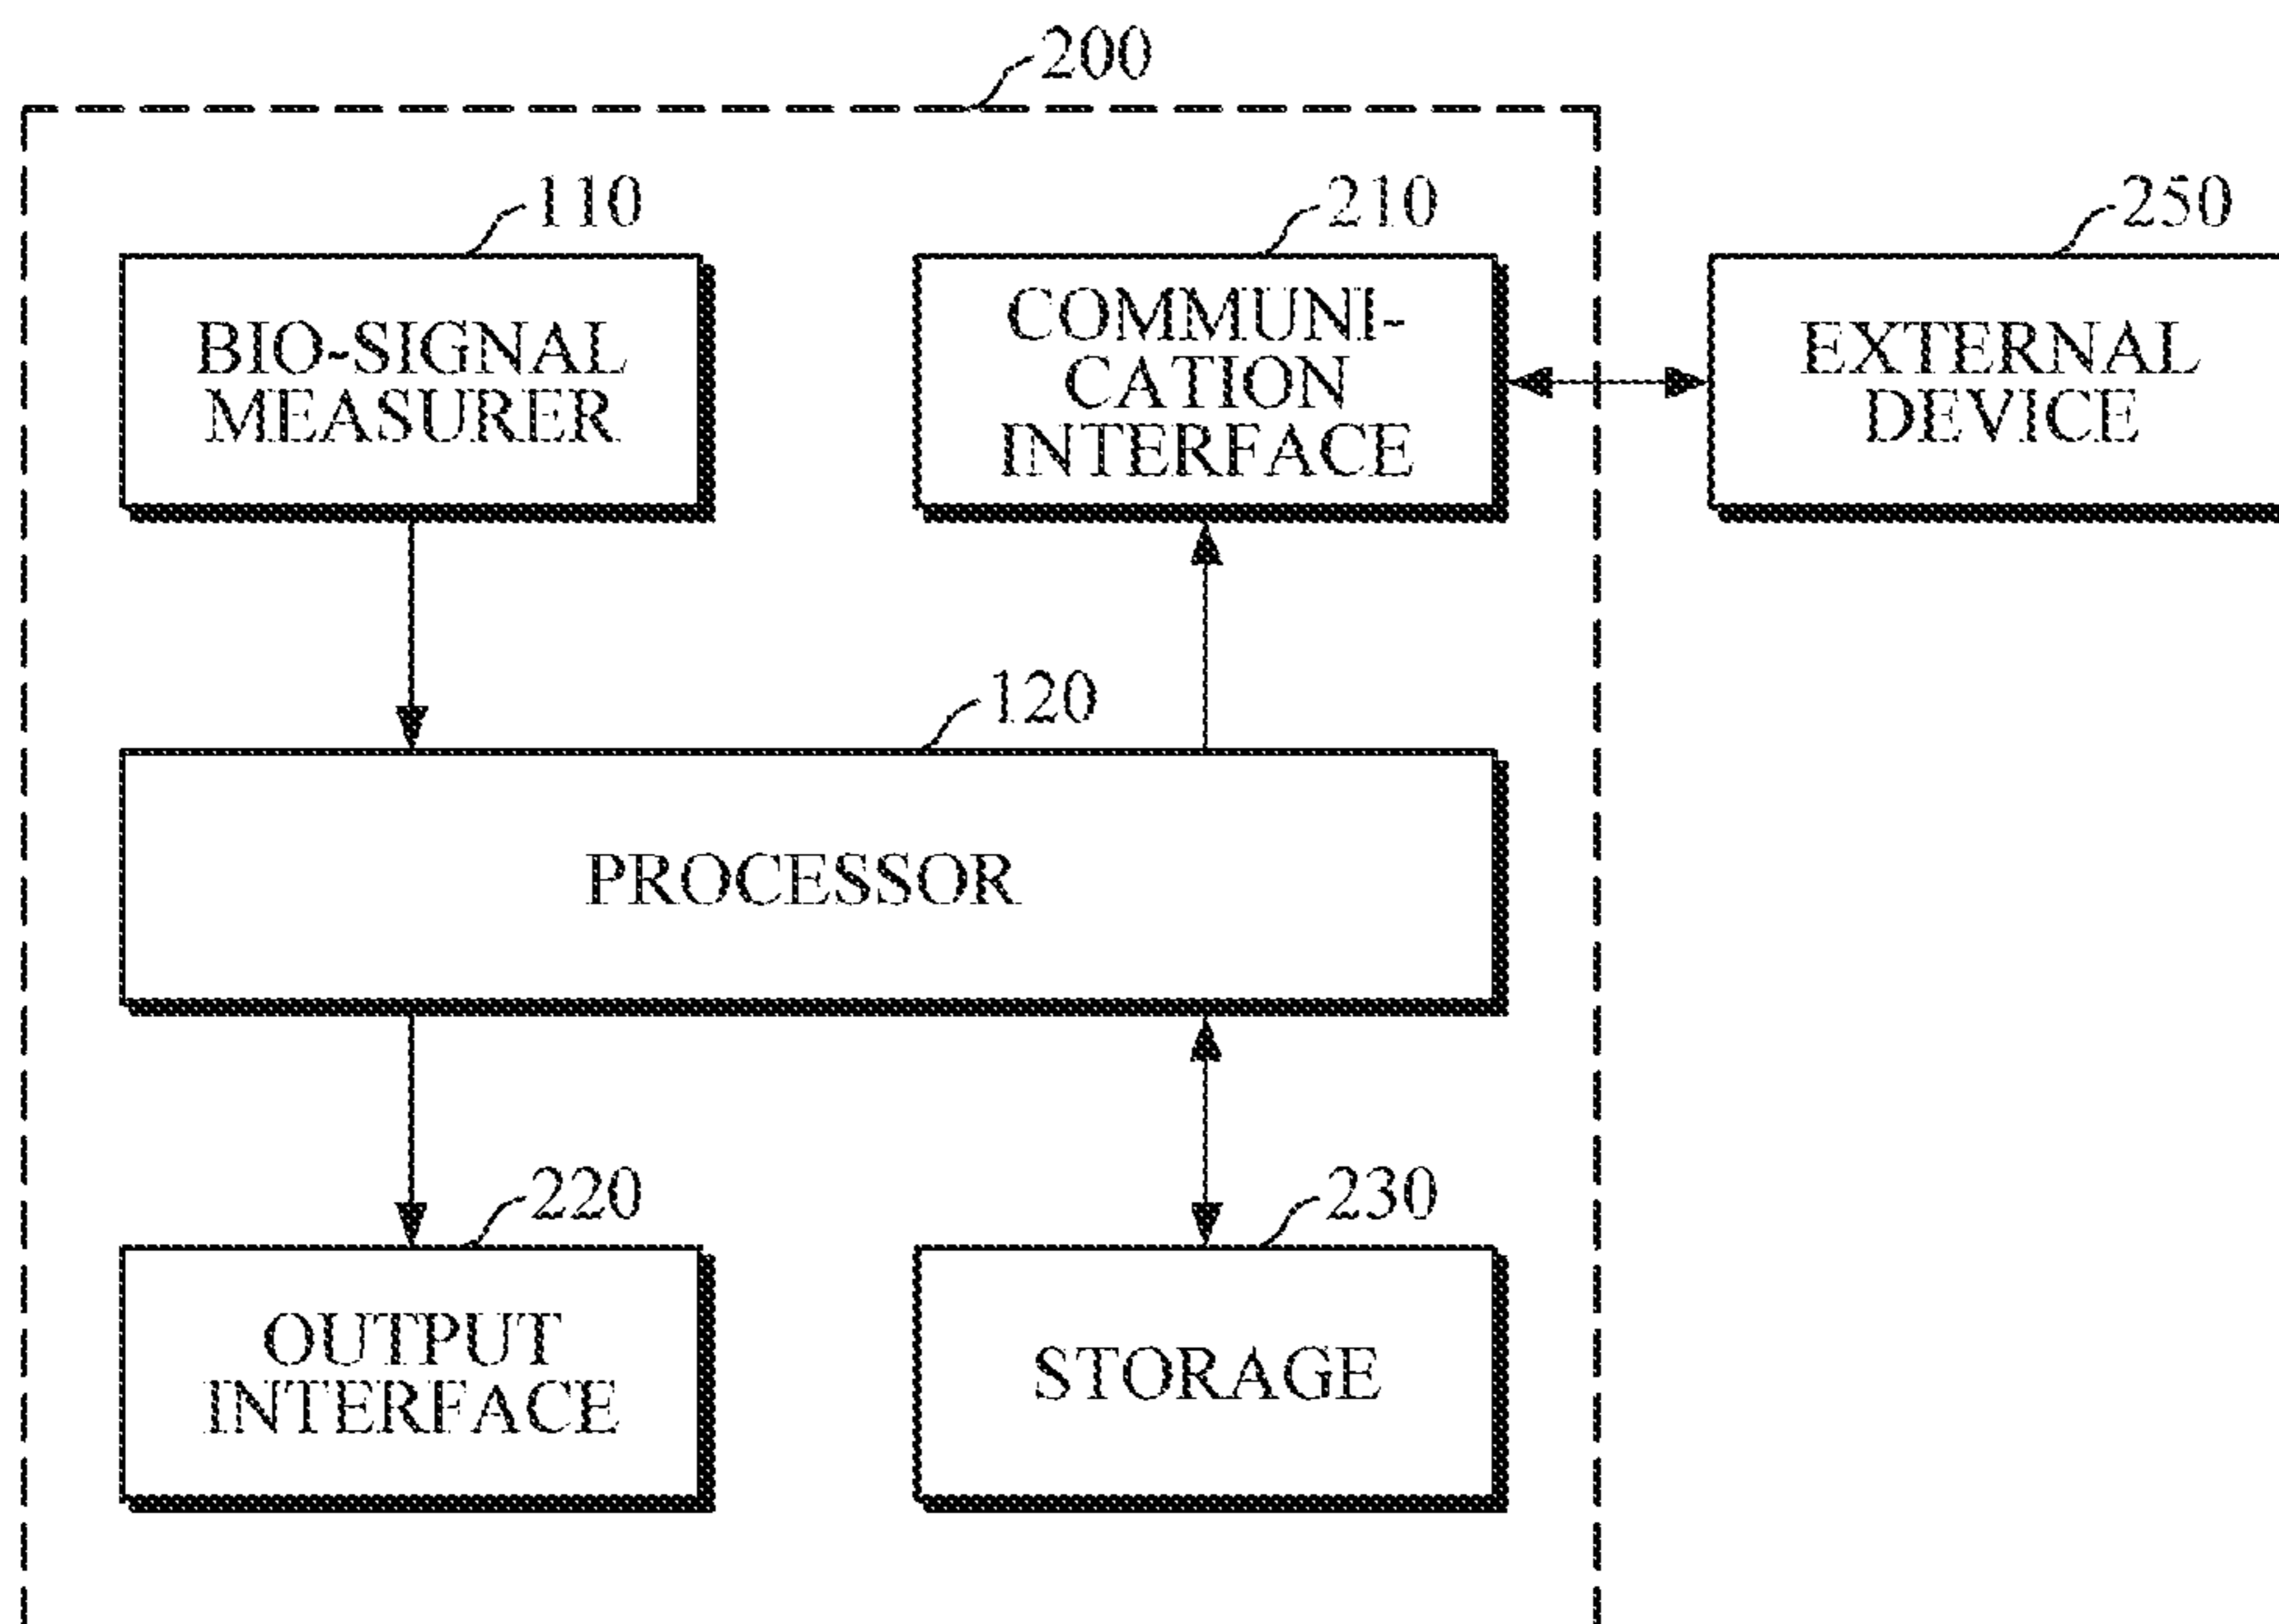 200
110
210
250
BIO-SIGNAL
MEASURER
COMMUNI-
CATION
INTERFACE
EXTERNAL
DEVICE
120
PROCESSOR
220
230
OUTPUT
INTERFACE
STORAGE